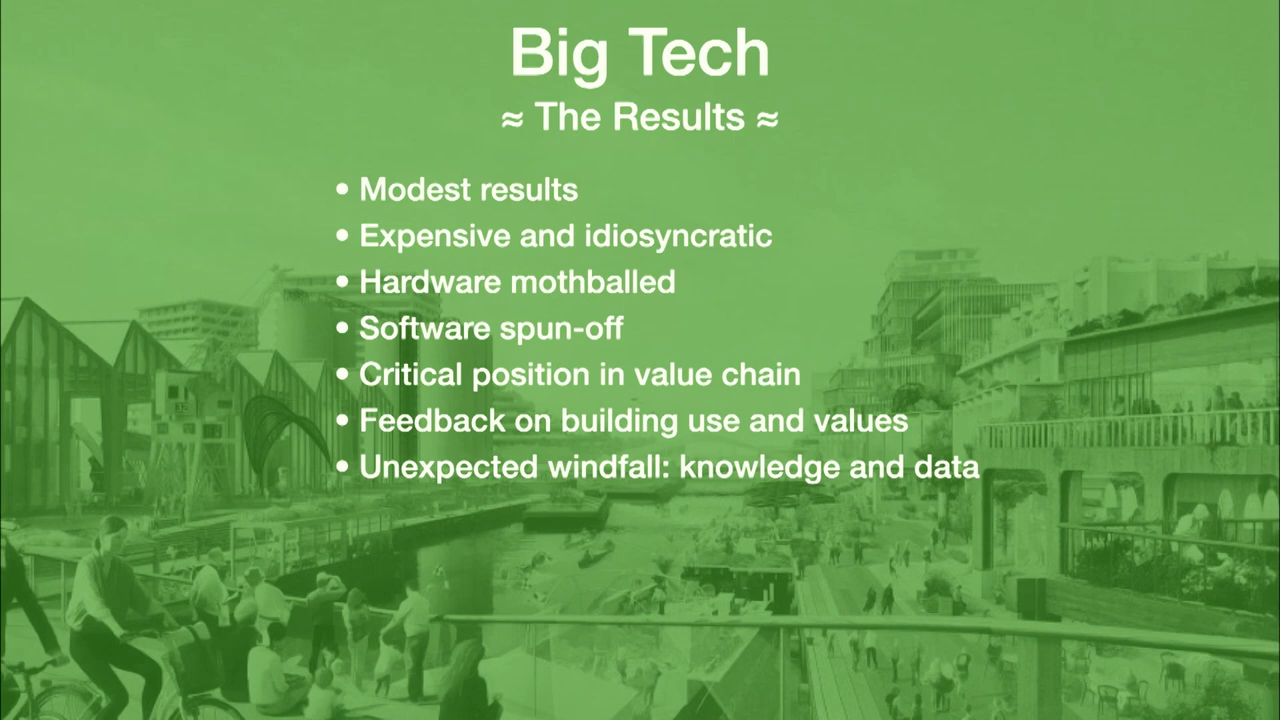 Big Tech
≈ The Results ≈
• Modest results
• Expensive and idiosyncratic
• Hardware mothballed
• Software spun-off
• Critical position in value chain
• Feedback on building use and values
• Unexpected windfall: knowledge and data